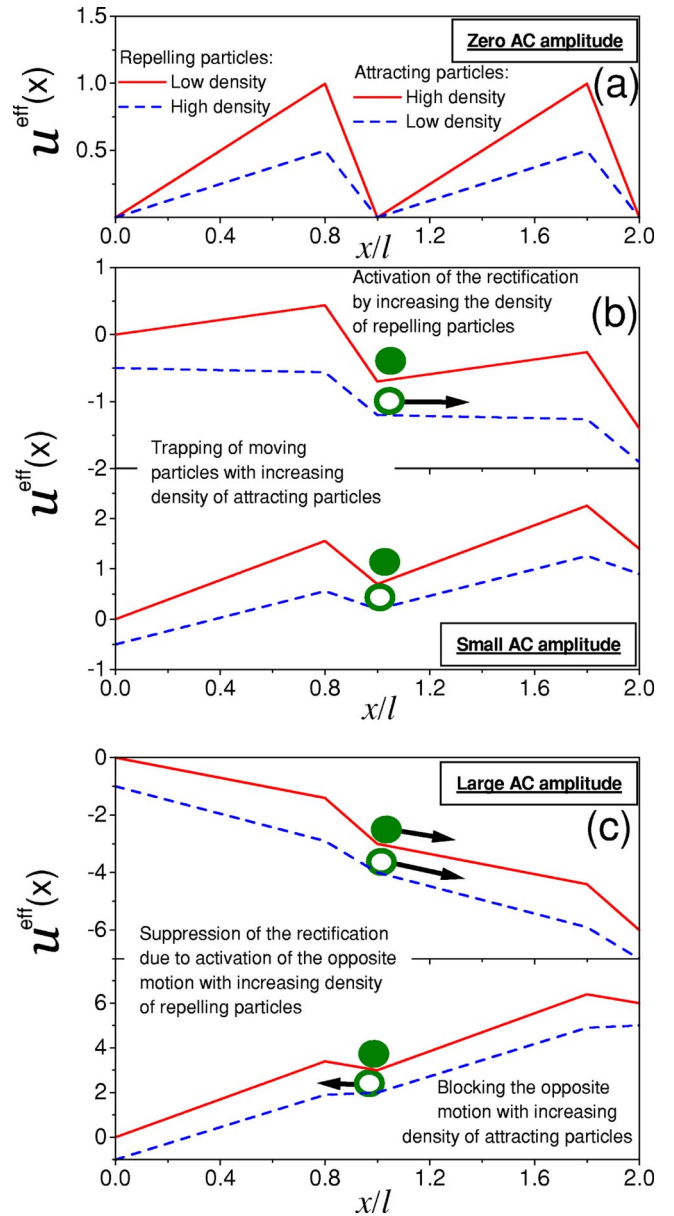 1.5
Zero AC amplitude
Repelling particles:
Low density
High density
Attracting particles:
High density
Low density
(a)
1.0
0.5
u^eff(x)
0.0 0.4 0.8 1.2 1.6 2.0
x/l
1
0
-1
-2
Activation of the rectification
by increasing the density
of repelling particles
(b)
Trapping of moving
particles with increasing
density of attracting particles
u^eff(x)
2
1
0
-1
Small AC amplitude
0.0 0.4 0.8 1.2 1.6 2.0
x/l
0
-2
-4
-6
Large AC amplitude
(c)
Suppression of the rectification
due to activation of the opposite
motion with increasing density
of repelling particles
u^eff(x)
6
4
2
0
Blocking the opposite
motion with increasing
density of attracting particles
0.0 0.4 0.8 1.2 1.6 2.0
x/l